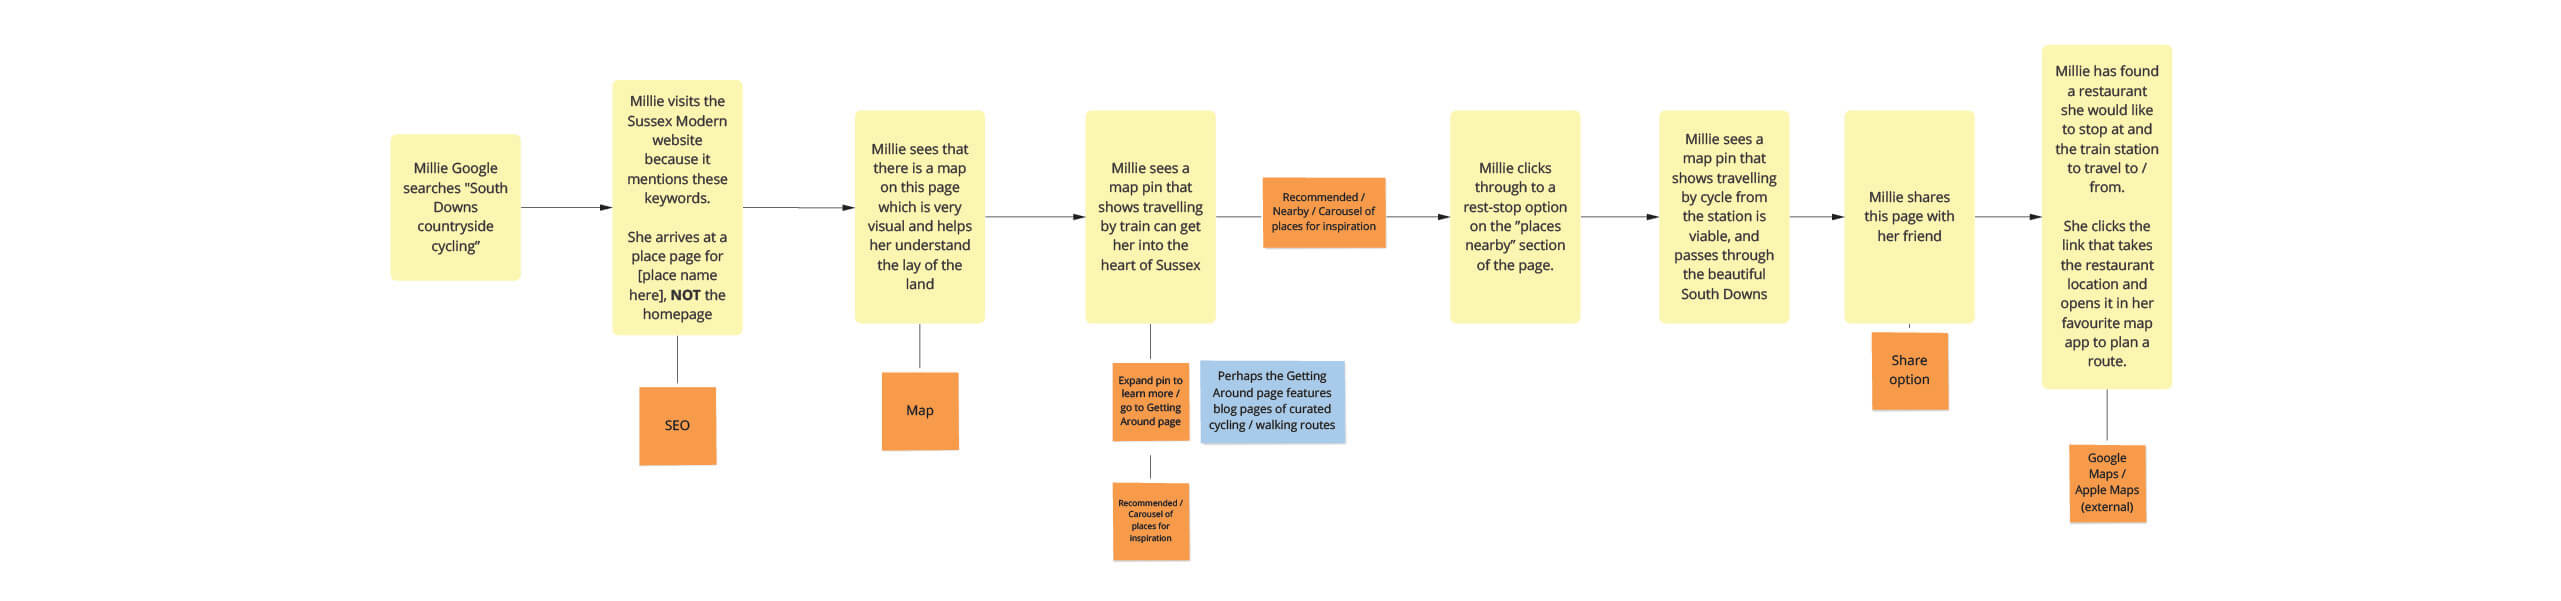 Millie Google
searches "South
Downs
countryside
cycling”
Millie visits the
Sussex Modern
website
because it
mentions these
keywords.
She arrives at a
place page for
[place name
here], NOT the
homepage
SEO
Millie sees that
there is a map
on this page
which is very
visual and helps
her understand
the lay of the
land
Map
Millie sees a
map pin that
shows travelling
by train can get
her into the
heart of Sussex
Expand pin to
learn more /
go to Getting
Around page
Perhaps the Getting
Around page features
blog pages of curated
cycling / walking routes
Recommended /
Carousel of
places for
inspiration
Recommended /
Nearby / Carousel of
places for inspiration
Millie clicks
through to a
rest-stop option
on the ”places
nearby” section
of the page.
Millie sees a
map pin that
shows travelling
by cycle from
the station is
viable, and
passes through
the beautiful
South Downs
Millie shares
this page with
her friend
Share
option
Millie has found
a restaurant
she would like
to stop at and
the train station
to travel to /
from.
She clicks the
link that takes
the restaurant
location and
opens it in her
favourite map
app to plan a
route.
Google
Maps /
Apple Maps
(external)